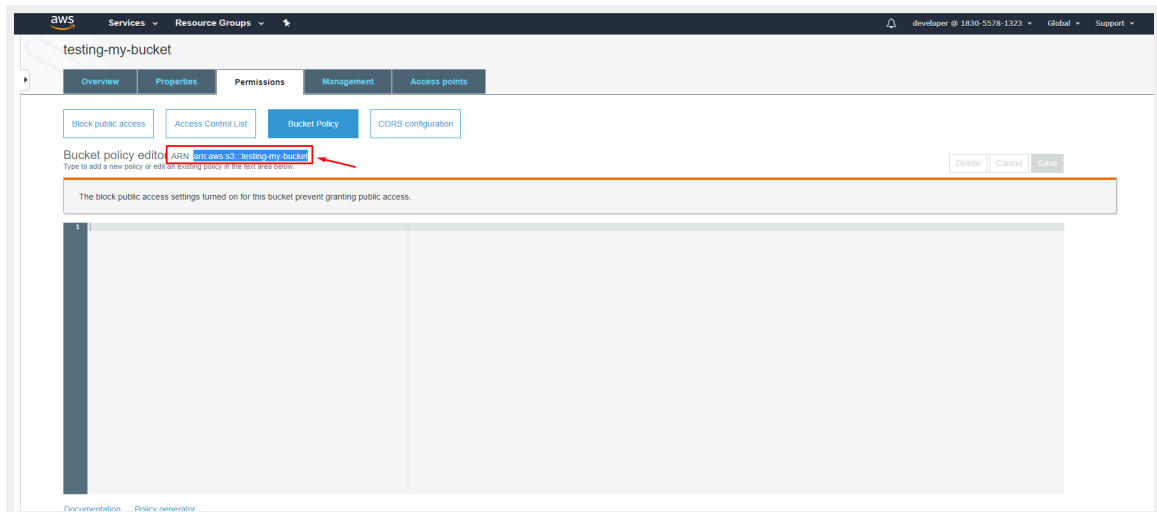 aws Services Resource Groups developer @ 1830-5578-1323 Global Support
testing-my-bucket
Overview Properties Permissions Management Access points
Block public access Access Control List Bucket Policy CORS configuration
Bucket policy editor ARN: arn:aws:s3:::testing-my-bucket
Type to add a new policy or edit an existing policy in the text area below.
Delete Cancel Save
The block public access settings turned on for this bucket prevent granting public access.
1
Documentation Policy generator